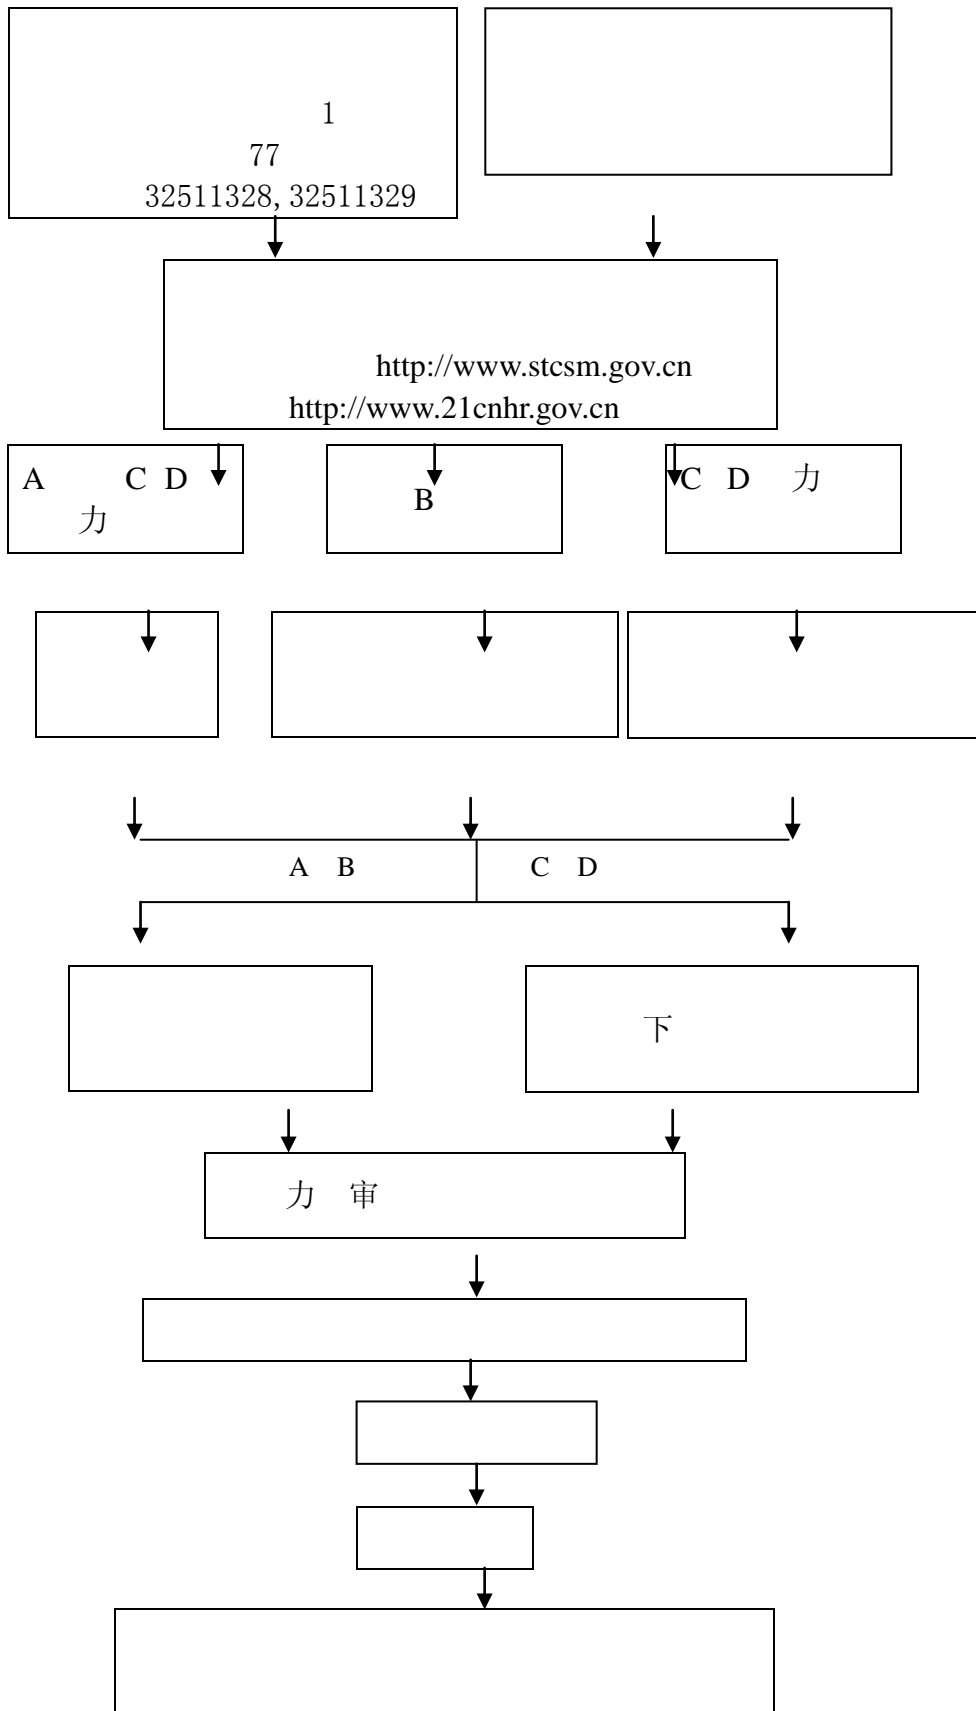 1
77
32511328,32511329
http://www.stcsm.gov.cn
http://www.21cnhr.gov.cn
A C D
力
B
C D 力
A B
C D
下
力 审